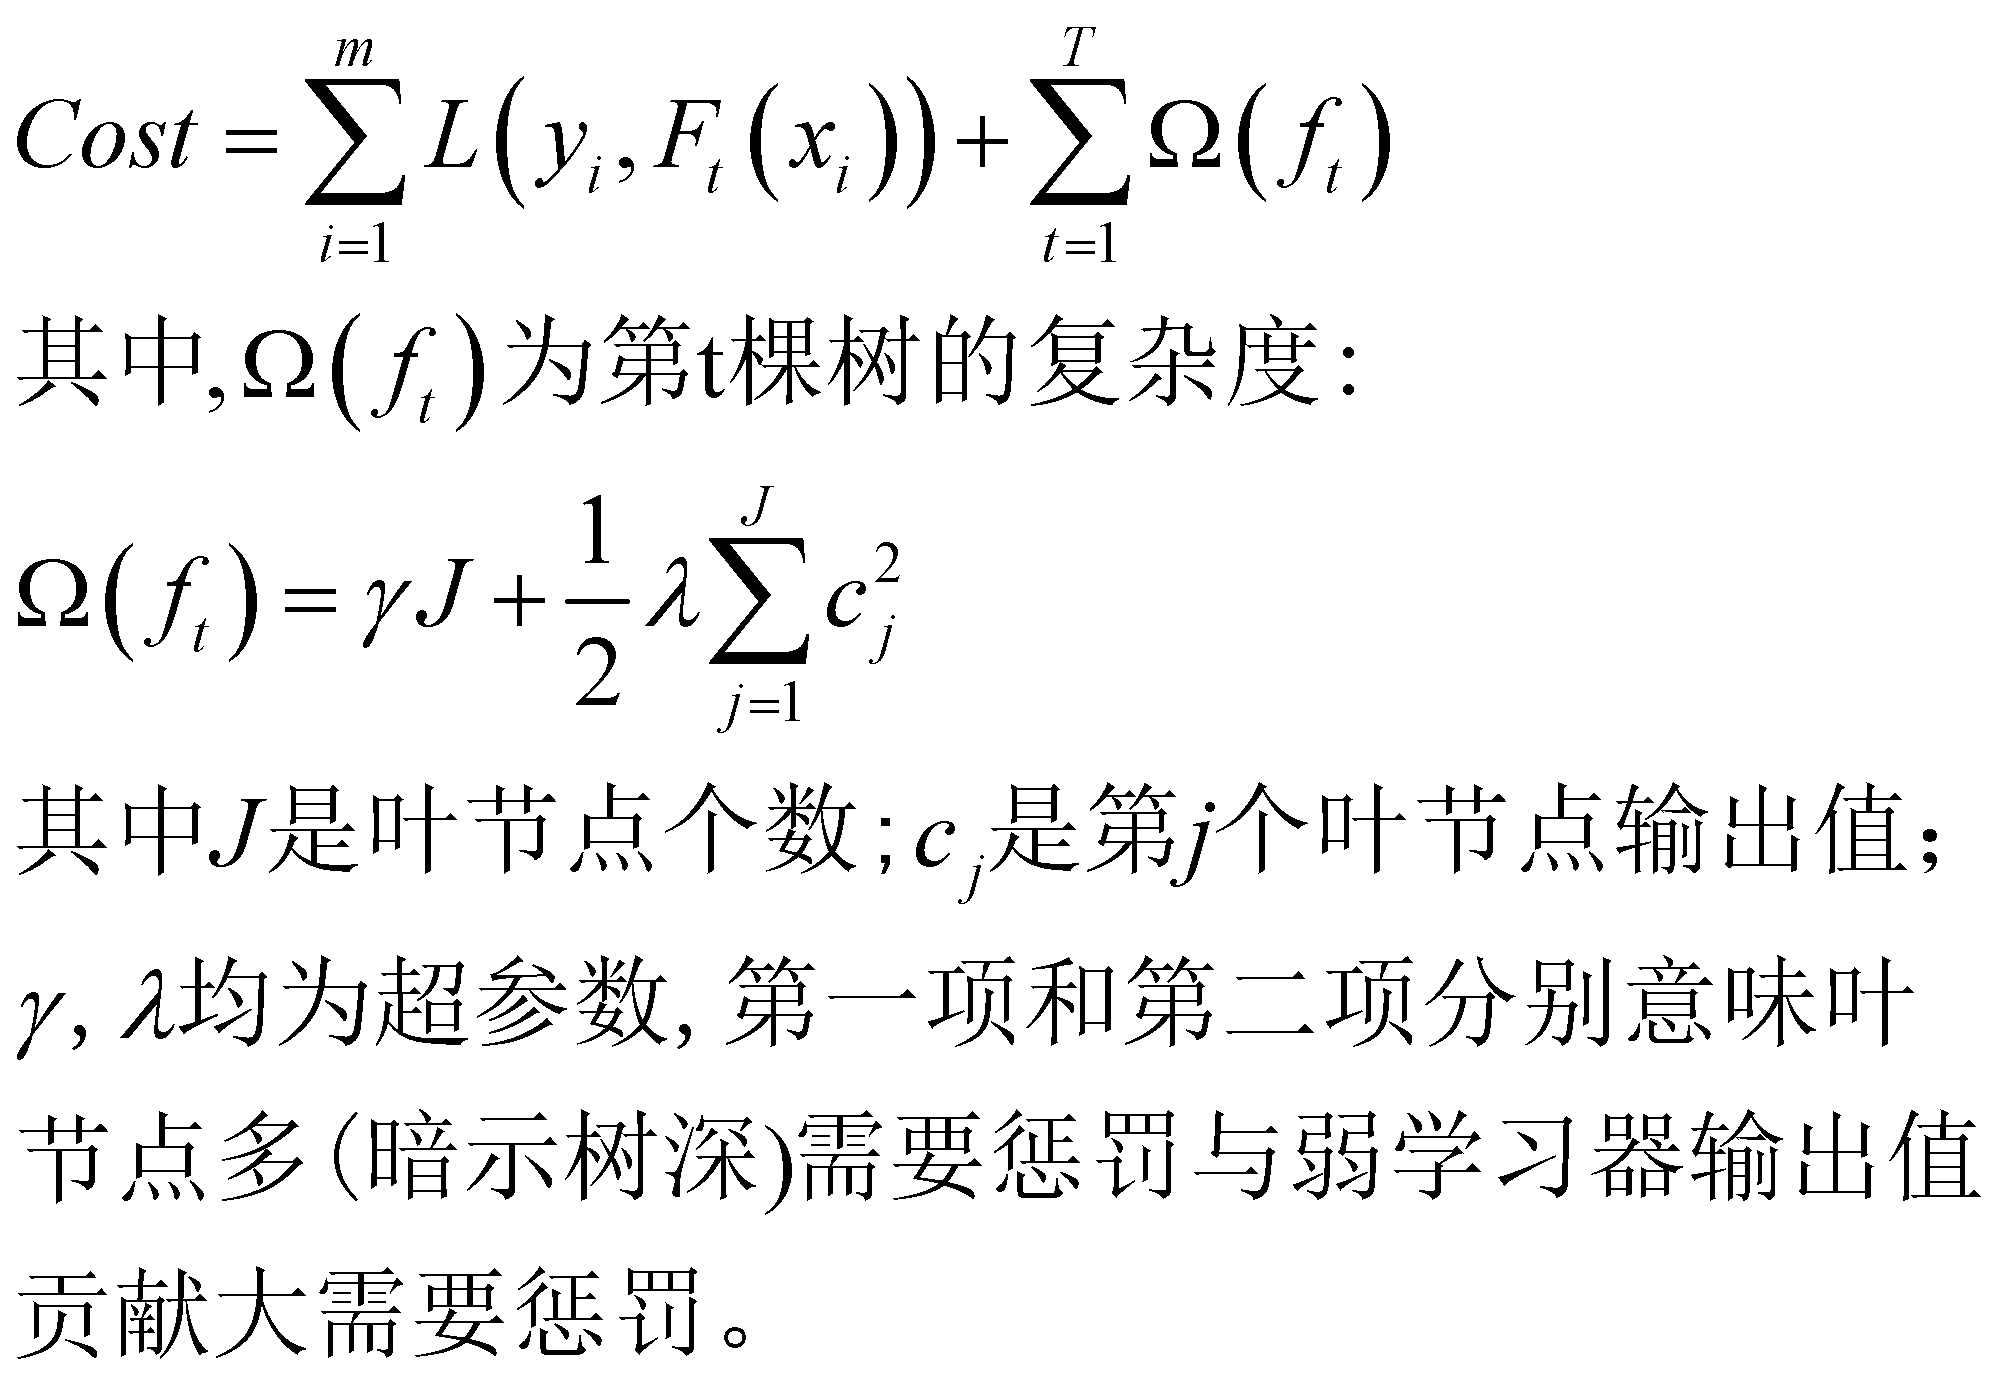 $Cost = \sum_{i=1}^{m} L\left(y_i, F_t\left(x_i\right)\right) + \sum_{t=1}^{T} \Omega\left(f_t\right)$
其中,$\Omega\left(f_t\right)$为第t棵树的复杂度:
$\Omega\left(f_t\right) = \gamma J + \frac{1}{2} \lambda \sum_{j=1}^{J} c_j^2$
其中$J$是叶节点个数;$c_j$是第$j$个叶节点输出值；
$\gamma$, $\lambda$均为超参数, 第一项和第二项分别意味叶
节点多(暗示树深)需要惩罚与弱学习器输出值
贡献大需要惩罚。